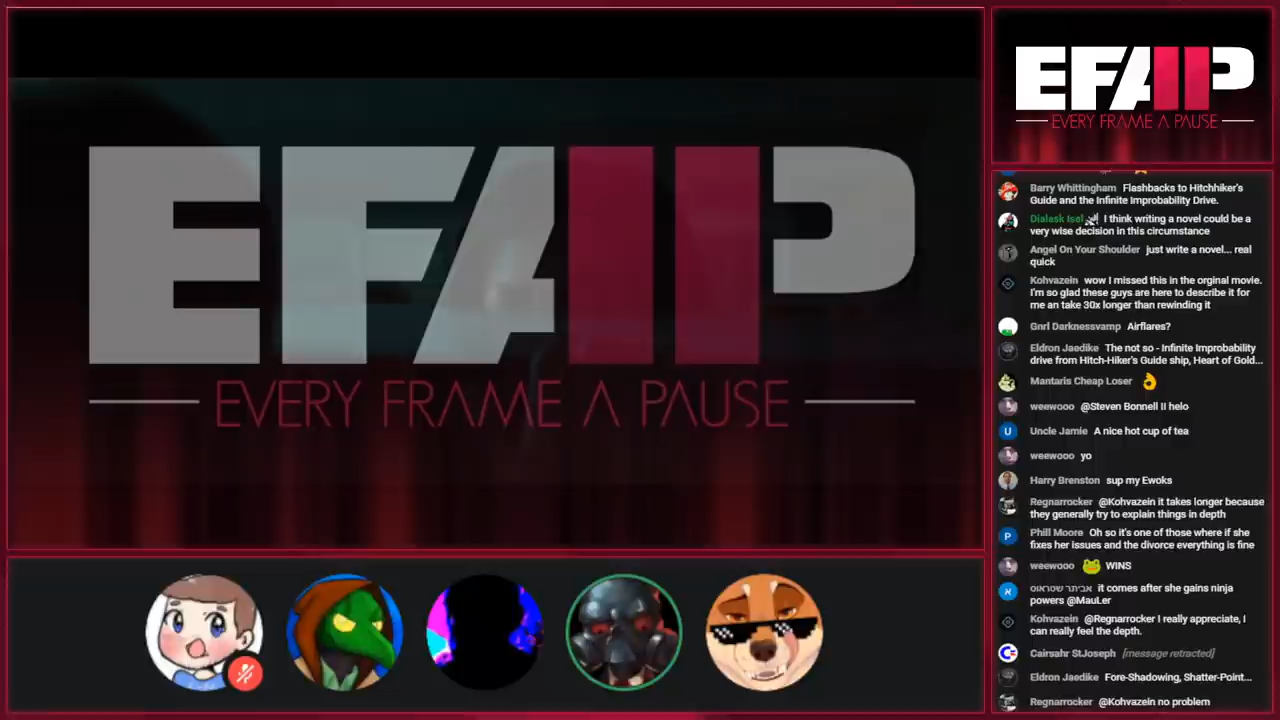 EFAP
EVERY FRAME A PAUSE
EFAP
EVERY FRAME A PAUSE
Barry Whittingham Flashbacks to Hitchhiker's
Guide and the Infinite Improbability Drive.
Dialask Isel I think writing a novel could be a
very wise decision in this circumstance
Angel On Your Shoulder just write a novel... real
quick
Kohvazein wow I missed this in the orginal movie.
I'm so glad these guys are here to describe it for
me an take 30x longer than rewinding it
Gnrl Darknessvamp Airflares?
Eldron Jaedike The not so - Infinite Improbability
drive from Hitch-Hiker's Guide ship, Heart of Gold...
Mantaris Cheap Loser
weewooo @Steven Bonnell II helo
U Uncle Jamie A nice hot cup of tea
weewooo yo
Harry Brenston sup my Ewoks
Regnarrocker @Kohvazein it takes longer because
they generally try to explain things in depth
P Phill Moore Oh so it's one of those where if she
fixes her issues and the divorce everything is fine
weewooo WINS
א אביתר שטראוס it comes after she gains ninja
powers @MauLer
Kohvazein @Regnarrocker I really appreciate, I
can really feel the depth.
Cairsahr StJoseph [message retracted]
Eldron Jaedike Fore-Shadowing, Shatter-Point...
Regnarrocker @Kohvazein no problem